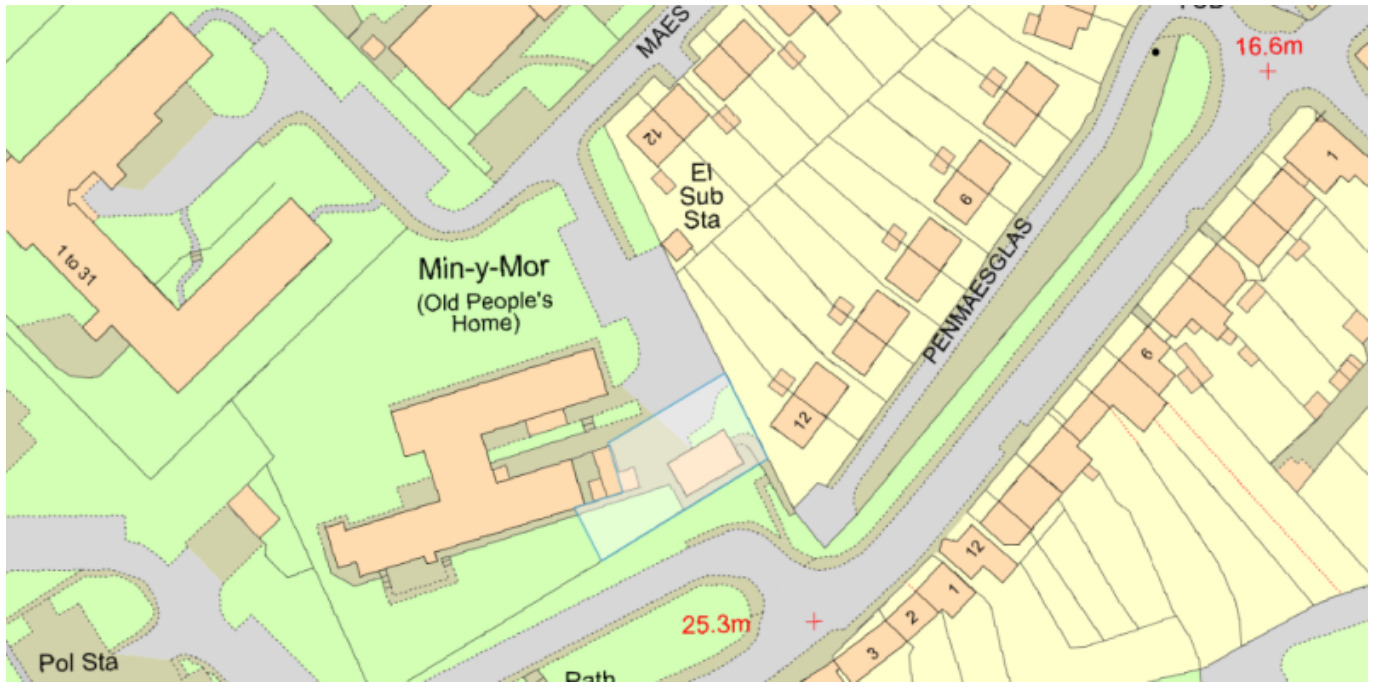 MAES
16.6m
12
El
Sub
Sta
1
6
1 to 31
Min-y-Mor
(Old People's
Home)
PENMAESGLAS
6
12
12
1
2
3
25.3m
Pol Sta